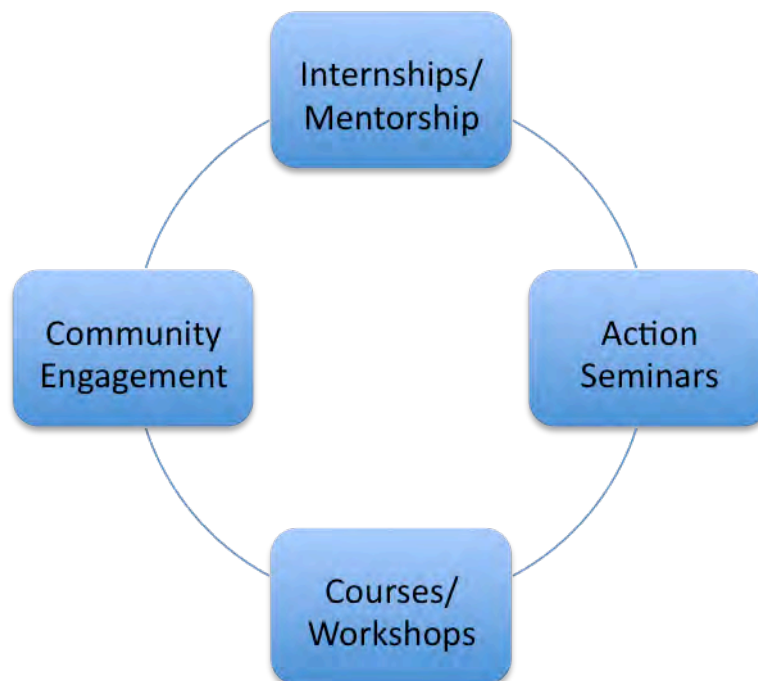 Internships/
Mentorship
Community
Engagement
Action
Seminars
Courses/
Workshops